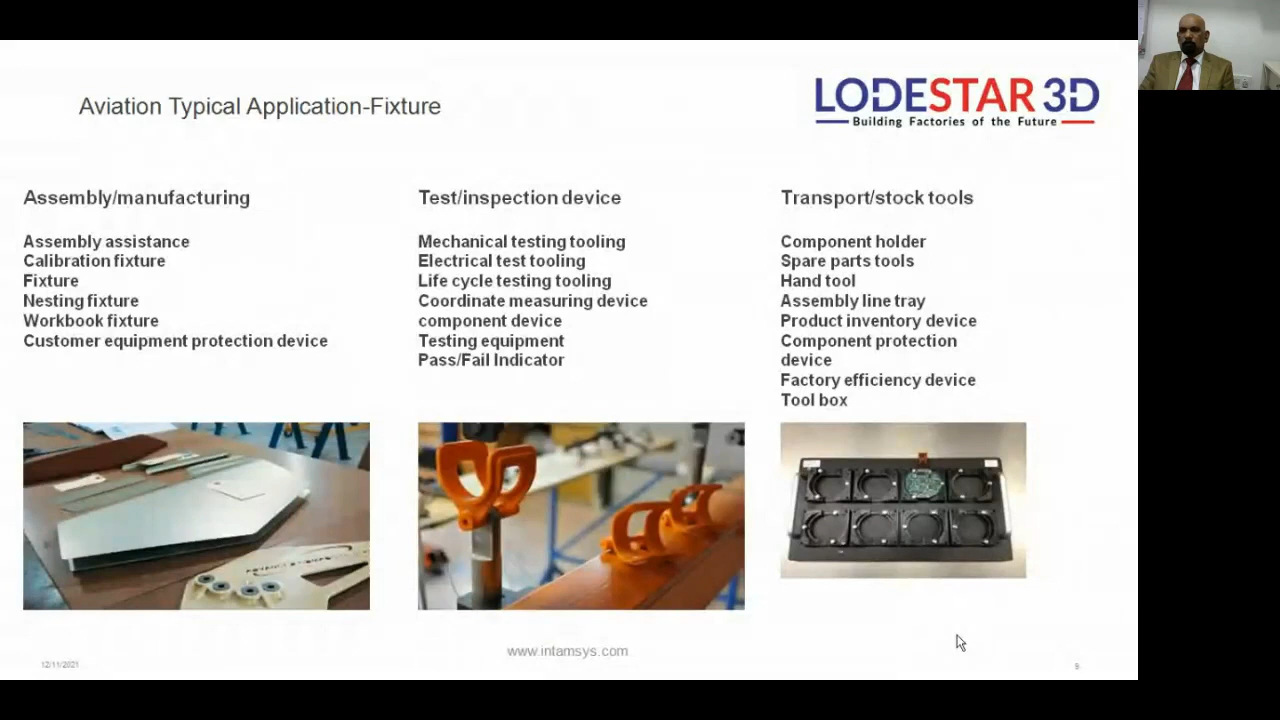 Aviation Typical Application-Fixture
LODESTAR 3D
Building Factories of the Future
Assembly/manufacturing
Assembly assistance
Calibration fixture
Fixture
Nesting fixture
Workbook fixture
Customer equipment protection device
Test/inspection device
Mechanical testing tooling
Electrical test tooling
Life cycle testing tooling
Coordinate measuring device
component device
Testing equipment
Pass/Fail Indicator
Transport/stock tools
Component holder
Spare parts tools
Hand tool
Assembly line tray
Product inventory device
Component protection
device
Factory efficiency device
Tool box
12/11/2021
www.intamsys.com
9